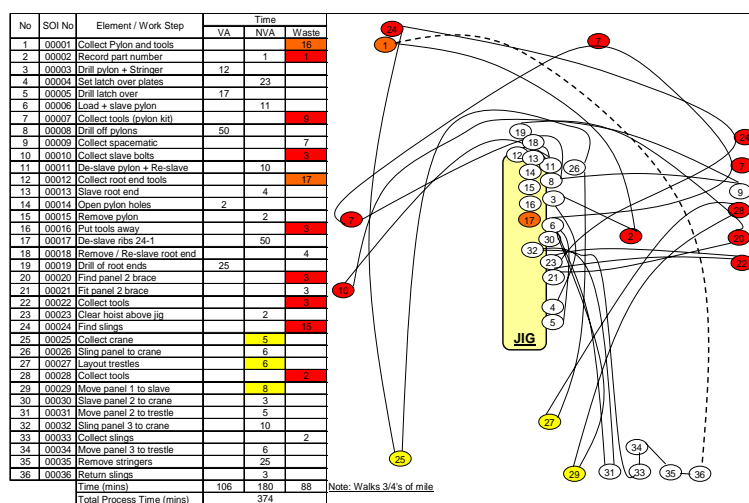 No SOI No Element / Work Step Time
VA NVA Waste
1 00001 Collect Pylon and tools 16
2 00002 Record part number 1 1
3 00003 Drill pylon + Stringer 12
4 00004 Set latch over plates 23
5 00005 Drill latch over 17
6 00006 Load + slave pylon 11
7 00007 Collect tools (pylon kit) 9
8 00008 Drill off pylons 50
9 00009 Collect spacematic 7
10 00010 Collect slave bolts 3
11 00011 De-slave pylon + Re-slave 10
12 00012 Collect root end tools 17
13 00013 Slave root end 4
14 00014 Open pylon holes 2
15 00015 Remove pylon 2
16 00016 Put tools away 3
17 00017 De-slave ribs 24-1 50
18 00018 Remove / Re-slave root end 4
19 00019 Drill of root ends 25
20 00020 Find panel 2 brace 3
21 00021 Fit panel 2 brace 3
22 00022 Collect tools 3
23 00023 Clear hoist above jig 2
24 00024 Find slings 15
25 00025 Collect crane 5
26 00026 Sling panel to crane 6
27 00027 Layout trestles 6
28 00028 Collect tools 2
29 00029 Move panel 1 to slave 8
30 00030 Slave panel 2 to crane 3
31 00031 Move panel 2 to trestle 5
32 00032 Sling panel 3 to crane 10
33 00033 Collect slings 2
34 00034 Move panel 3 to trestle 6
35 00035 Remove stringers 25
36 00036 Return slings 3
Time (mins) 106 180 88
Total Process Time (mins) 374
24
1
7
24
19
18
12
13
11
26
7
14
8
15
9
3
16
28
7
17
6
2
20
30
32
23
22
21
10
4
5
JIG
27
34
25
29
31
33
35
36
Note: Walks 3/4's of mile